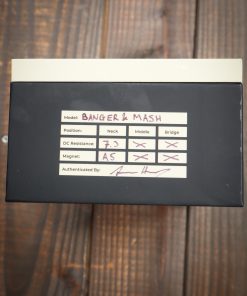 Model: BANGER & MASH
Position: Neck Middle Bridge
DC Resistance: 7.3 X X
Magnet: A5 X X
Authenticated By: